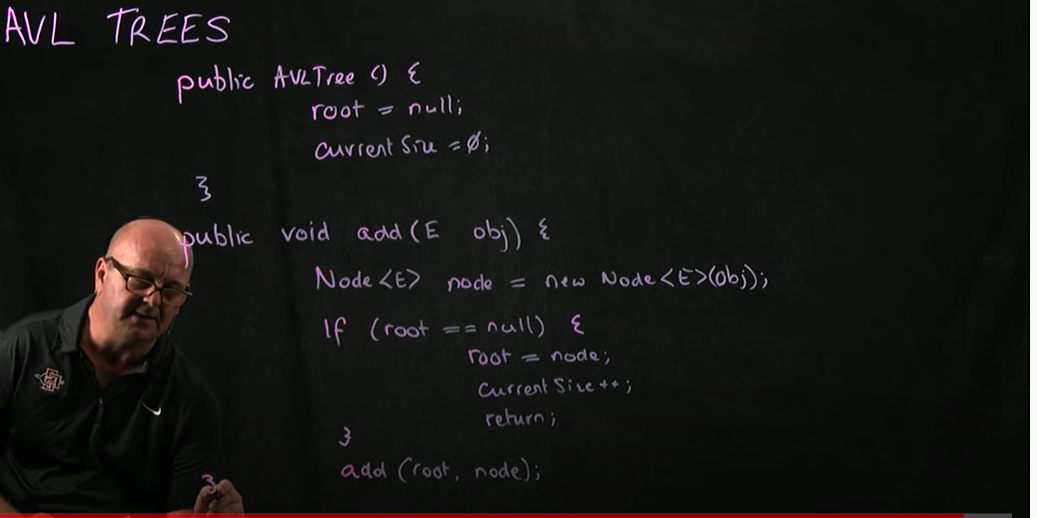 AVL TREES
public AVLTree () {
root = null;
currentSize = 0;
}
public void add (E obj) {
Node <E> node = new Node <E>(obj);
If (root == null) {
root = node;
currentSize ++;
return;
}
add (root, node);
}